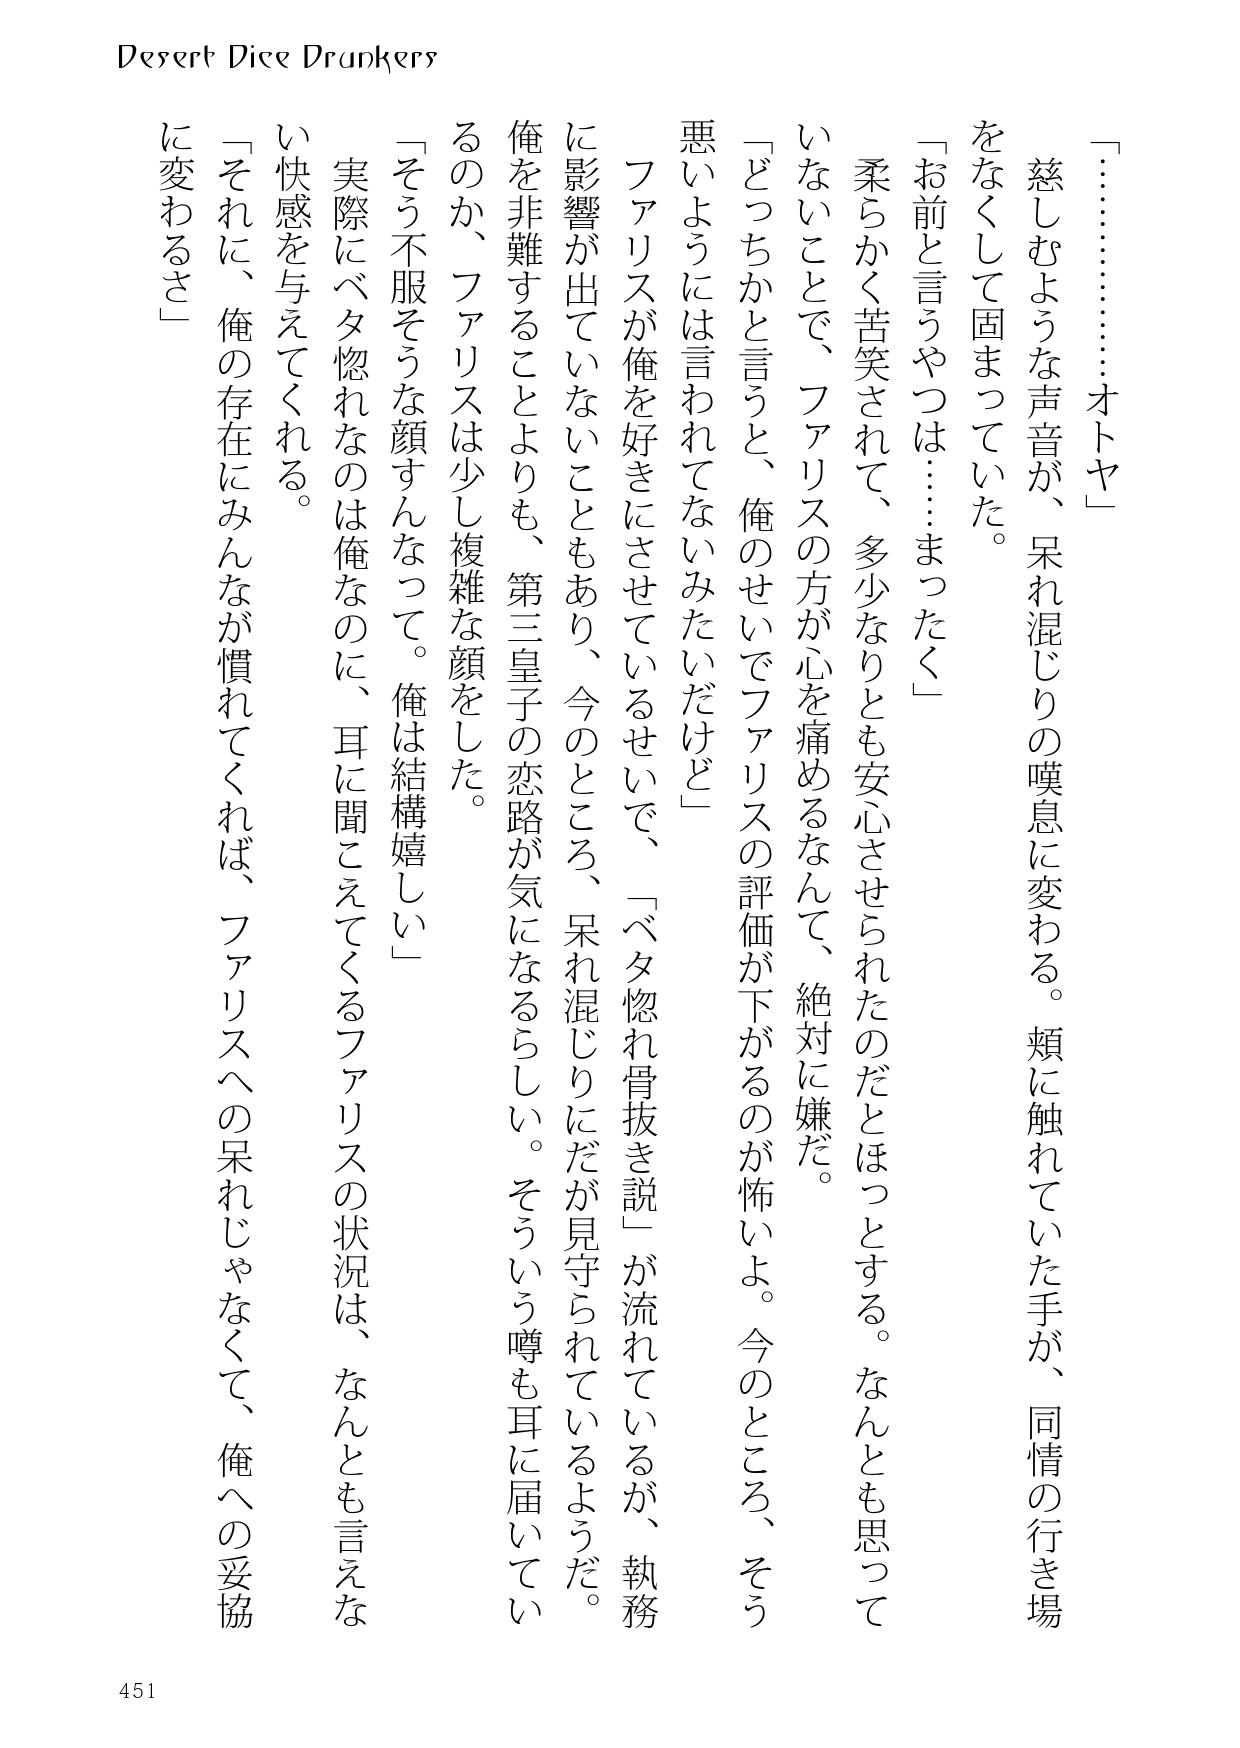 Desert Dice Drunkers
「……………………オトヤ」
　慈しむような声音が、呆れ混じりの嘆息に変わる。頬に触れていた手が、同情の行き場
をなくして固まっていた。
「お前と言うやつは……まったく」
　柔らかく苦笑されて、多少なりとも安心させられたのだとほっとする。なんとも思って
いないことで、ファリスの方が心を痛めるなんて、絶対に嫌だ。
「どっちかと言うと、俺のせいでファリスの評価が下がるのが怖いよ。今のところ、そう
悪いようには言われてないみたいだけど」
　ファリスが俺を好きにさせているせいで、「ベタ惚れ骨抜き説」が流れているが、執務
に影響が出ていないこともあり、今のところ、呆れ混じりにだが見守られているようだ。
俺を非難することよりも、第三皇子の恋路が気になるらしい。そういう噂も耳に届いてい
るのか、ファリスは少し複雑な顔をした。
「そう不服そうな顔すんなって。俺は結構嬉しい」
　実際にベタ惚れなのは俺なのに、耳に聞こえてくるファリスの状況は、なんとも言えな
い快感を与えてくれる。
「それに、俺の存在にみんなが慣れてくれば、ファリスへの呆れじゃなくて、俺への妥協
に変わるさ」
451